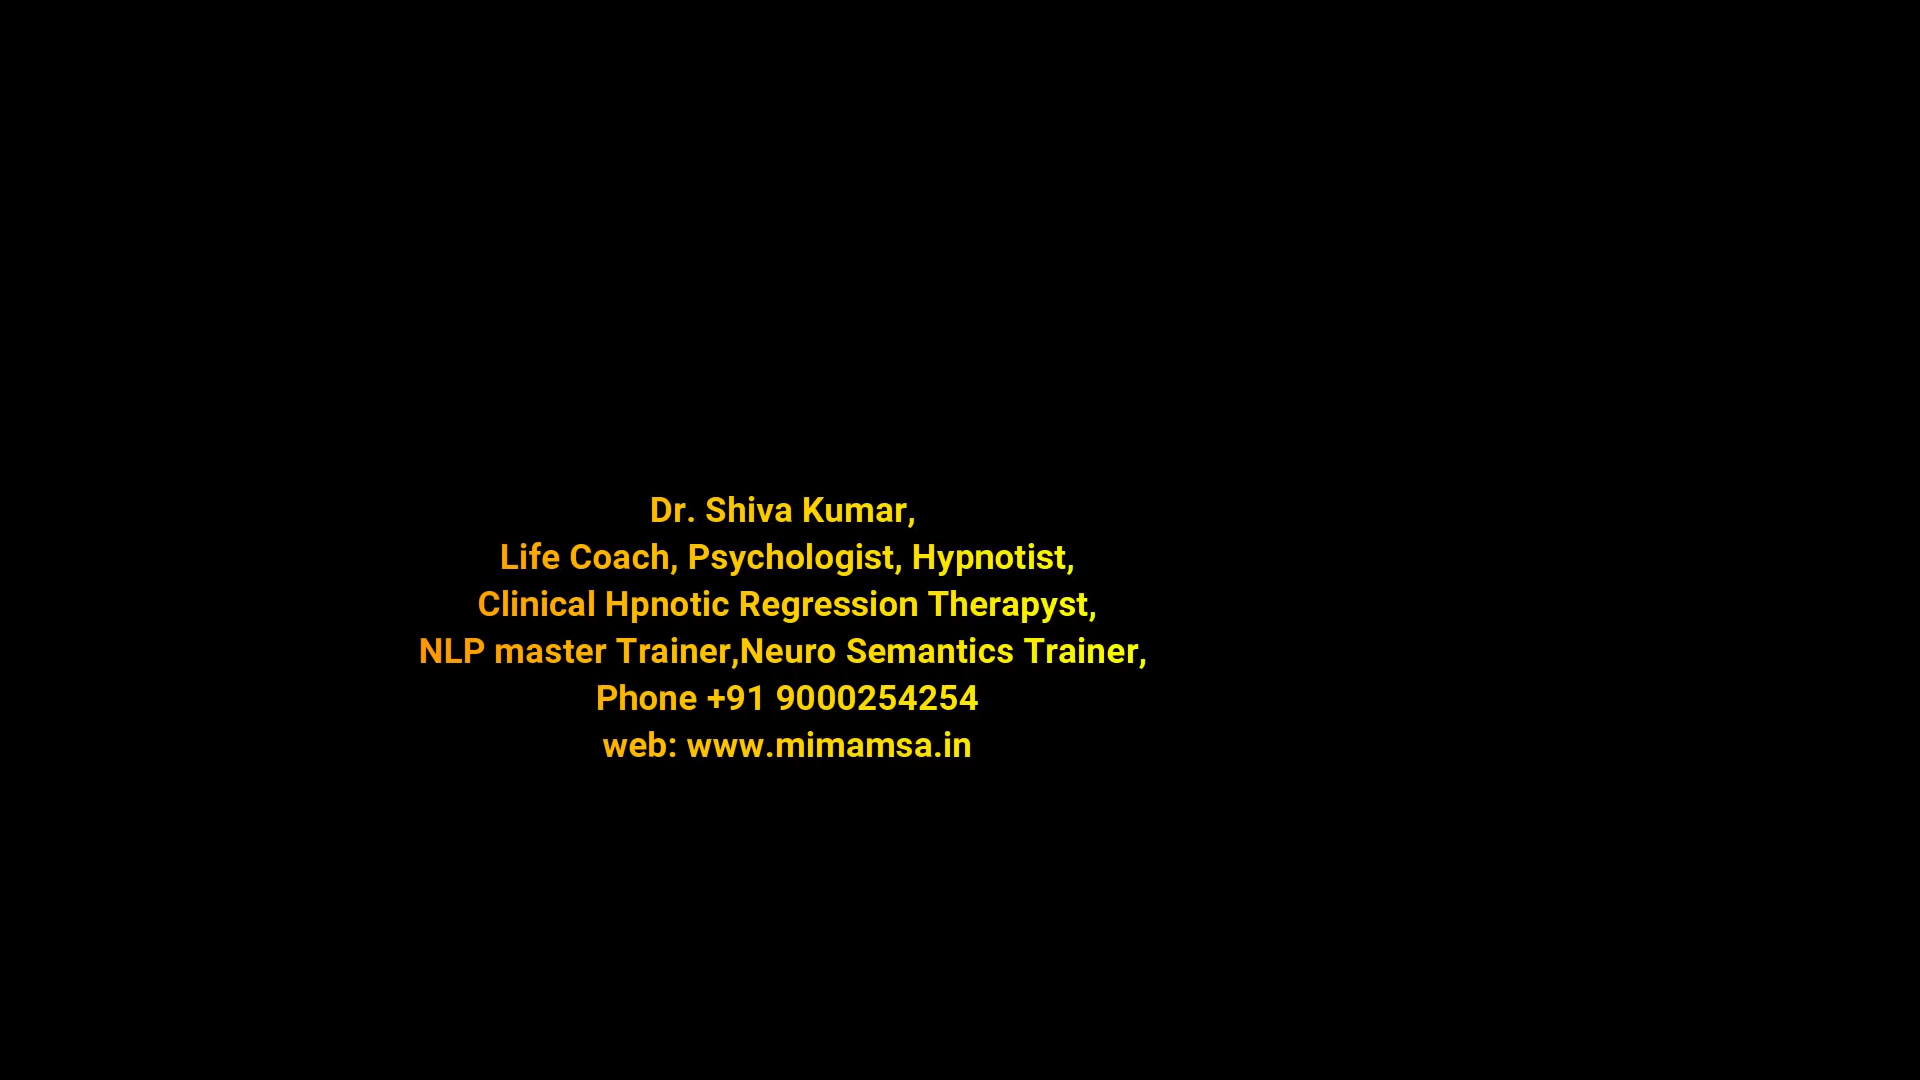 Dr. Shiva Kumar,
Life Coach, Psychologist, Hypnotist,
Clinical Hpnotic Regression Therapyst,
NLP master Trainer,Neuro Semantics Trainer,
Phone +91 9000254254
web: www.mimamsa.in